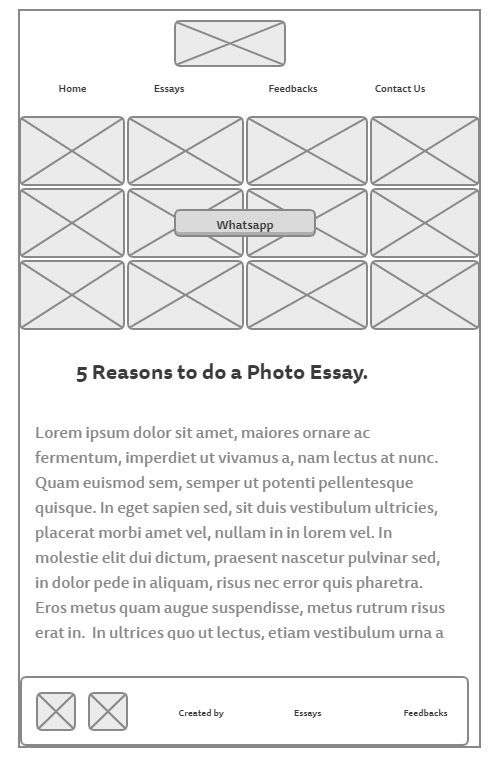 Home Essays Feedbacks Contact Us
Whatsapp
5 Reasons to do a Photo Essay.
Lorem ipsum dolor sit amet, maiores ornare ac
fermentum, imperdiet ut vivamus a, nam lectus at nunc.
Quam euismod sem, semper ut potenti pellentesque
quisque. In eget sapien sed, sit duis vestibulum ultricies,
placerat morbi amet vel, nullam in in lorem vel. In
molestie elit dui dictum, praesent nascetur pulvinar sed,
in dolor pede in aliquam, risus nec error quis pharetra.
Eros metus quam augue suspendisse, metus rutrum risus
erat in.  In ultrices quo ut lectus, etiam vestibulum urna a
Created by Essays Feedbacks